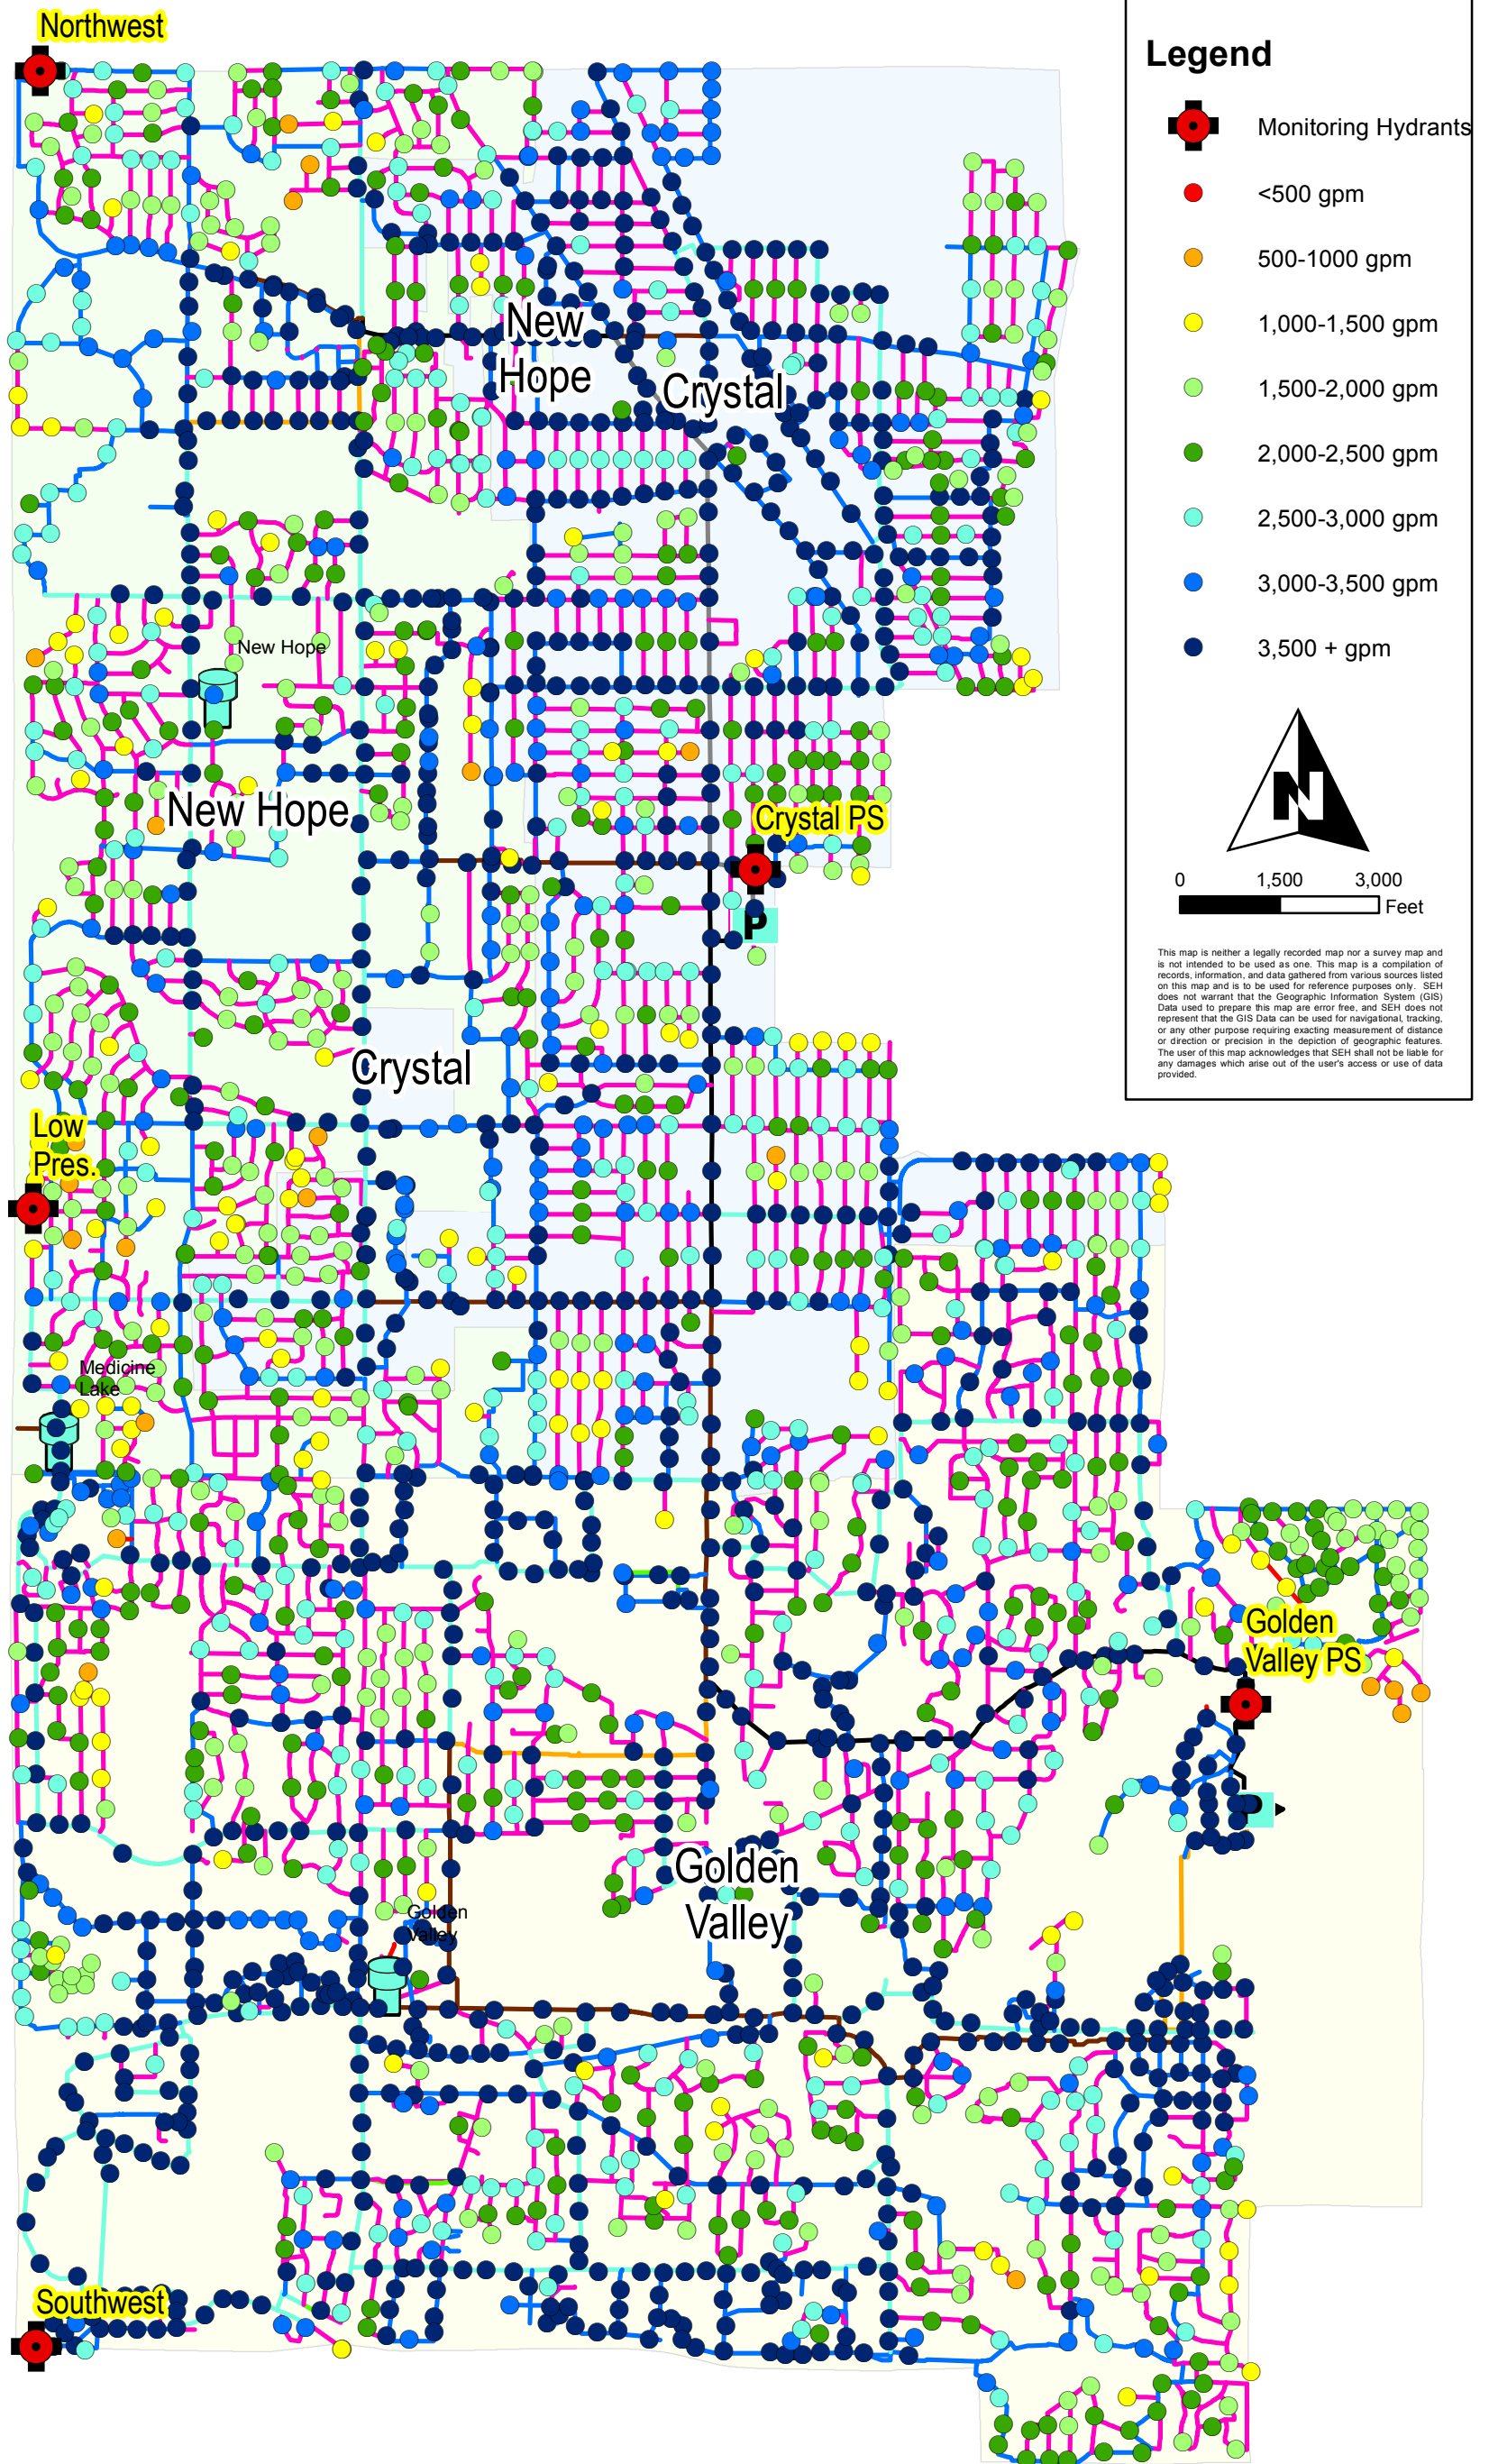 Northwest
Legend
Monitoring Hydrants
<500 gpm
500-1000 gpm
1,000-1,500 gpm
1,500-2,000 gpm
2,000-2,500 gpm
2,500-3,000 gpm
3,000-3,500 gpm
3,500 + gpm
N
0 1,500 3,000
Feet
This map is neither a legally recorded map nor a survey map and
is not intended to be used as one. This map is a compilation of
records, information, and data gathered from various sources listed
on this map and is to be used for reference purposes only. SEH
does not warrant that the Geographic Information System (GIS)
Data used to prepare this map are error free, and SEH does not
represent that the GIS Data can be used for navigational, tracking,
or any other purpose requiring exacting measurement of distance
or direction or precision in the depiction of geographic features.
The user of this map acknowledges that SEH shall not be liable for
any damages which arise out of the user's access or use of data
provided.
New
Hope
Crystal
New Hope
New Hope
Crystal PS
P
Crystal
Low
Pres.
Medicine
Lake
Golden
Valley PS
P
Golden
Valley
Golden
Valley
Southwest